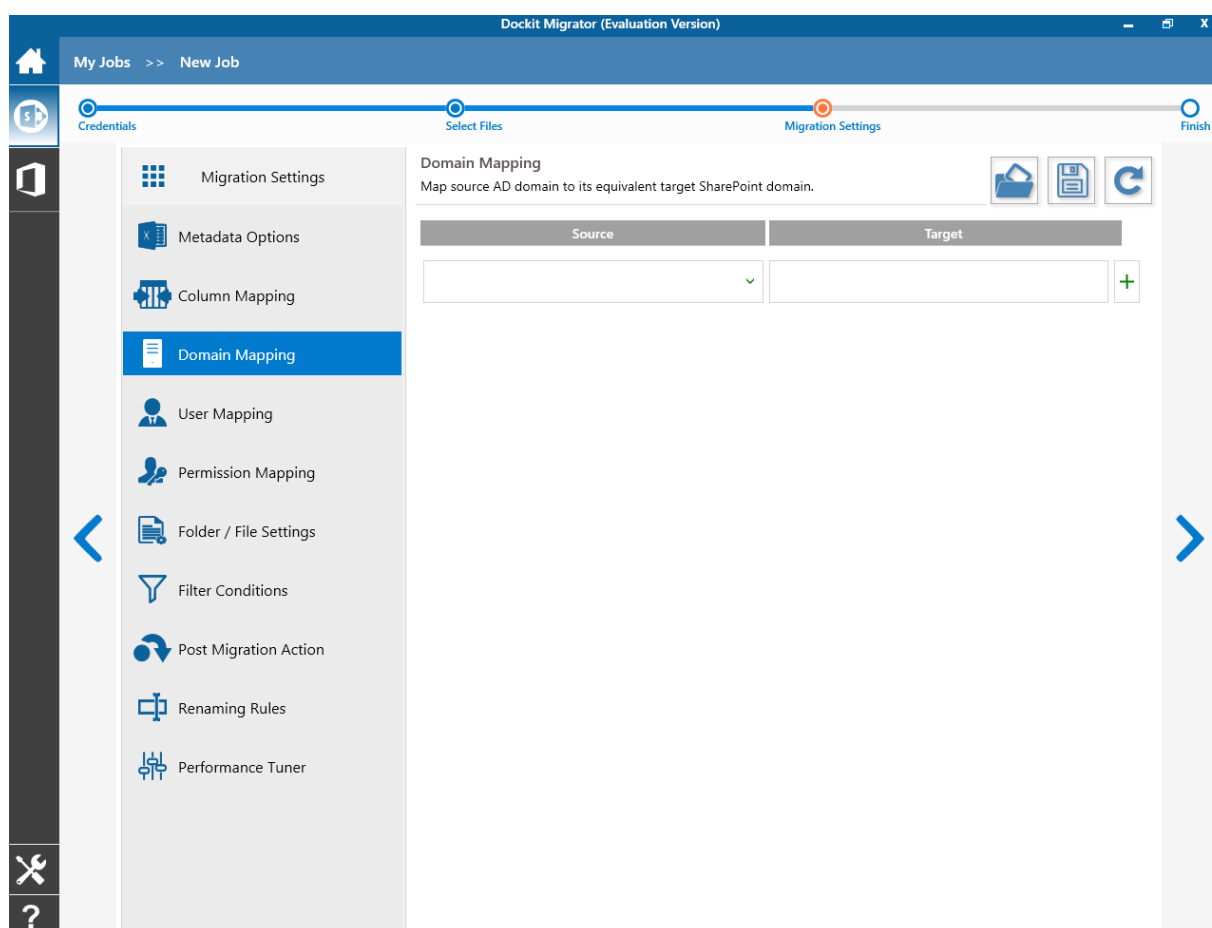 Dockit Migrator (Evaluation Version)
My Jobs >> New Job
Credentials
Select Files
Migration Settings
Finish
Migration Settings
Metadata Options
Column Mapping
Domain Mapping
User Mapping
Permission Mapping
Folder / File Settings
Filter Conditions
Post Migration Action
Renaming Rules
Performance Tuner
Domain Mapping
Map source AD domain to its equivalent target SharePoint domain.
Source
Target